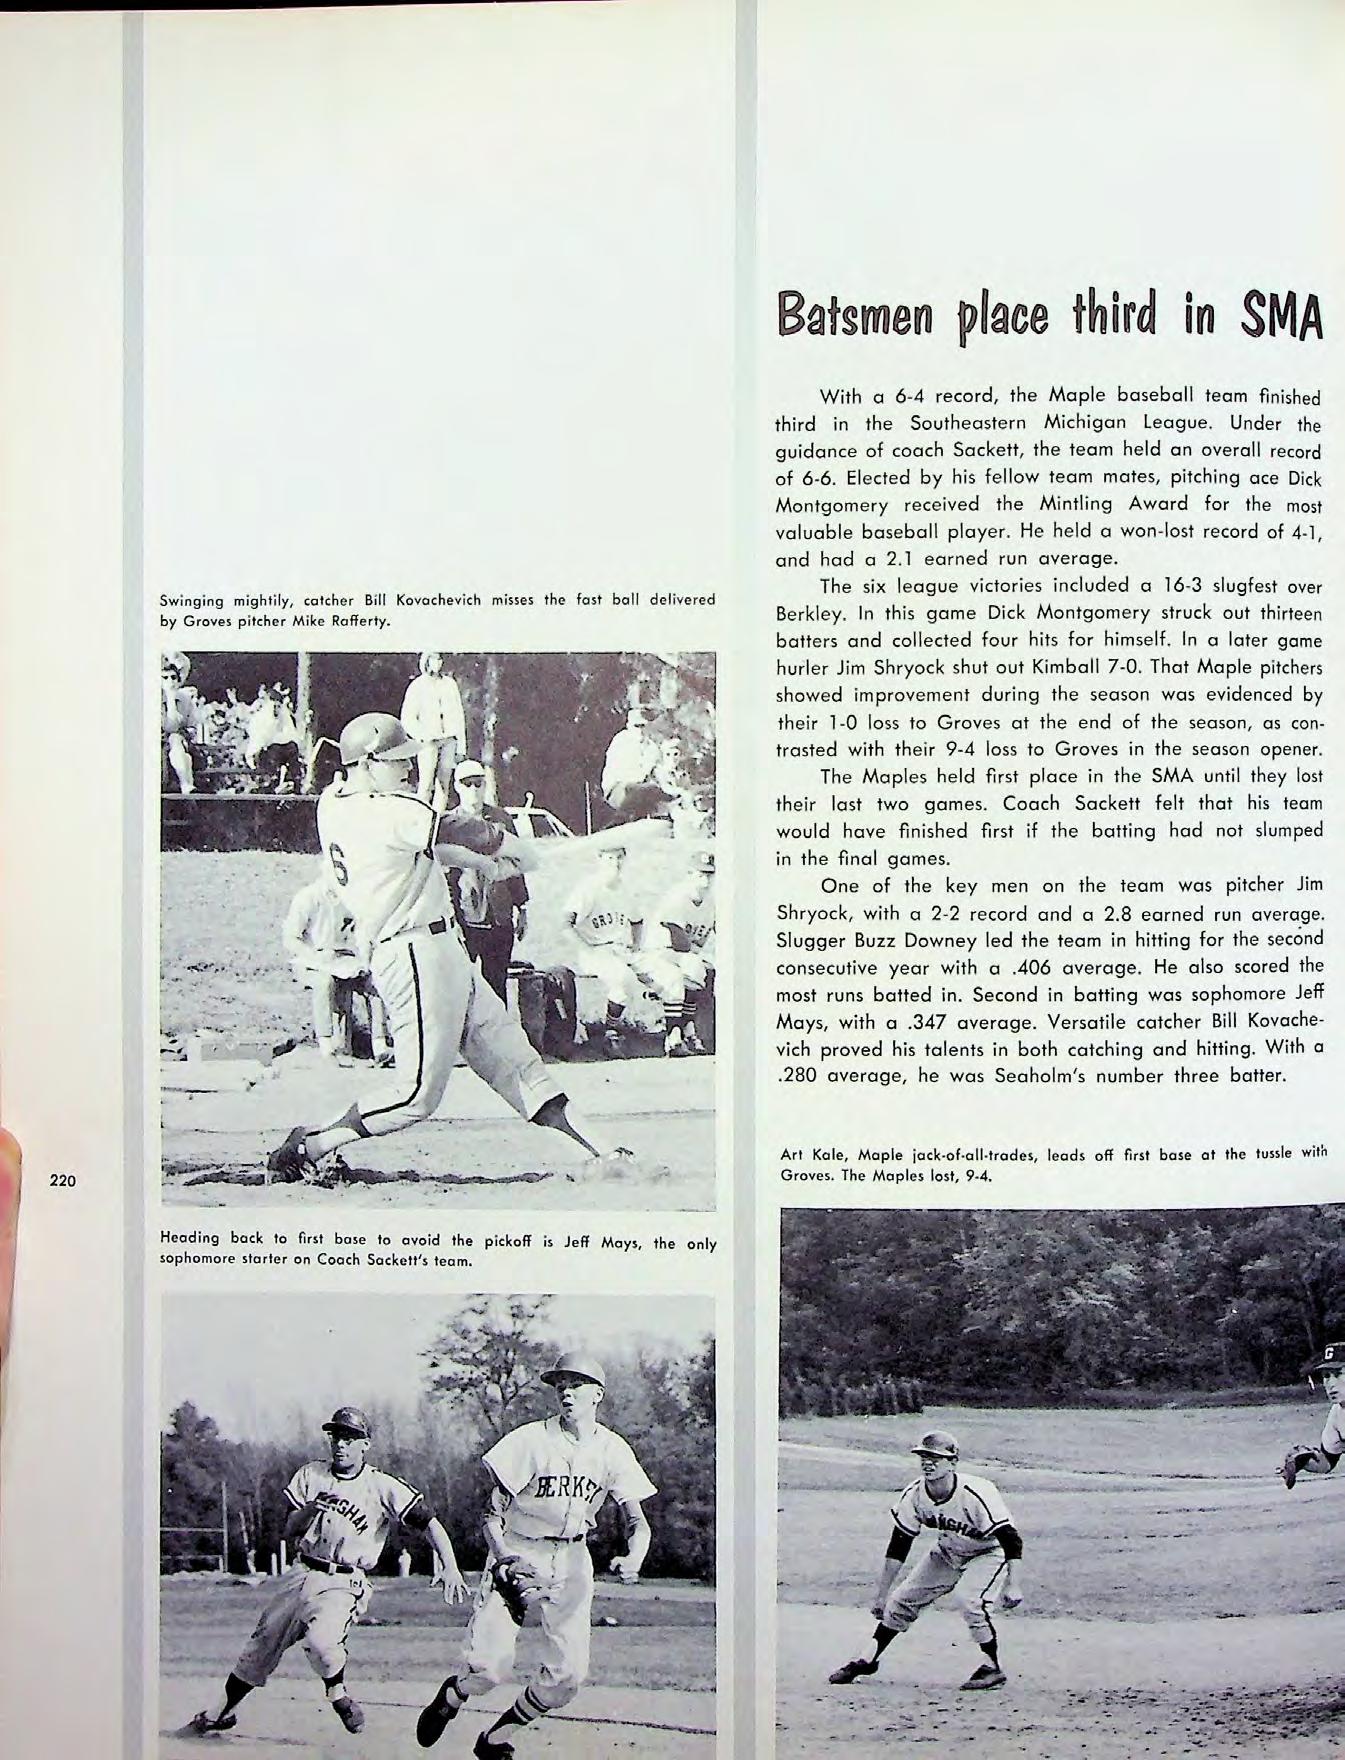 Batsmen place third in SMA
With a 6-4 record, the Maple baseball team finished
third in the Southeastern Michigan League. Under the
guidance of coach Sackett, the team held an overall record
of 6-6. Elected by his fellow team mates, pitching ace Dick
Montgomery received the Mintling Award for the most
valuable baseball player. He held a won-lost record of 4-1,
and had a 2.1 earned run average.
The six league victories included a 16-3 slugfest over
Berkley. In this game Dick Montgomery struck out thirteen
batters and collected four hits for himself. In a later game
hurler Jim Shryock shut out Kimball 7-0. That Maple pitchers
showed improvement during the season was evidenced by
their 1-0 loss to Groves at the end of the season, as con-
trasted with their 9-4 loss to Groves in the season opener.
The Maples held first place in the SMA until they lost
their last two games. Coach Sackett felt that his team
would have finished first if the batting had not slumped
in the final games.
One of the key men on the team was pitcher Jim
Shryock, with a 2-2 record and a 2.8 earned run average.
Slugger Buzz Downey led the team in hitting for the second
consecutive year with a .406 average. He also scored the
most runs batted in. Second in batting was sophomore Jeff
Mays, with a .347 average. Versatile catcher Bill Kovache-
vich proved his talents in both catching and hitting. With a
.280 average, he was Seaholm's number three batter.
Swinging mightily, catcher Bill Kovachevich misses the fast ball delivered
by Groves pitcher Mike Rafferty.
6
220
Heading back to first base to avoid the pickoff is Jeff Mays, the only
sophomore starter on Coach Sackett's team.
Art Kale, Maple jack-of-all-trades, leads off first base at the tussle with
Groves. The Maples lost, 9-4.
G